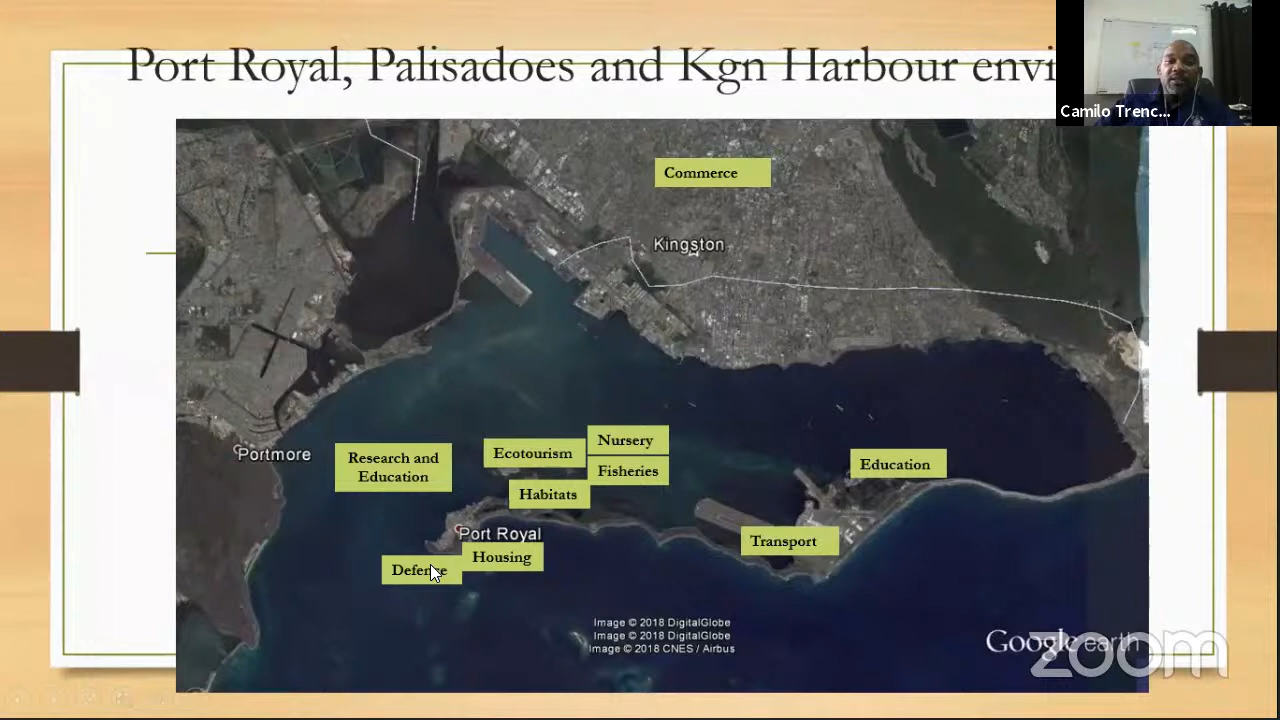 Port Royal, Palisadoes and Kgn Harbour envi
Camilo Trenc...
Commerce
Kingston
Portmore
Research and
Education
Ecotourism
Nursery
Fisheries
Habitats
Education
Port Royal
Transport
Housing
Defence
Image © 2018 DigitalGlobe
Image © 2018 DigitalGlobe
Image © 2018 CNES / Airbus
Google earth
zoom